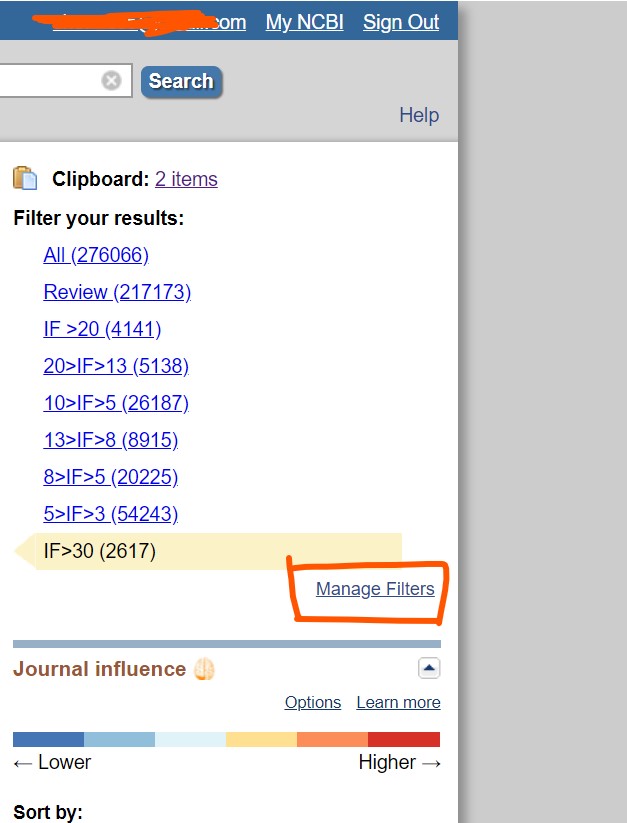 com My NCBI Sign Out
Search
Help
Clipboard: 2 items
Filter your results:
All (276066)
Review (217173)
IF >20 (4141)
20>IF>13 (5138)
10>IF>5 (26187)
13>IF>8 (8915)
8>IF>5 (20225)
5>IF>3 (54243)
IF>30 (2617)
Manage Filters
Journal influence
Options Learn more
← Lower Higher →
Sort by: